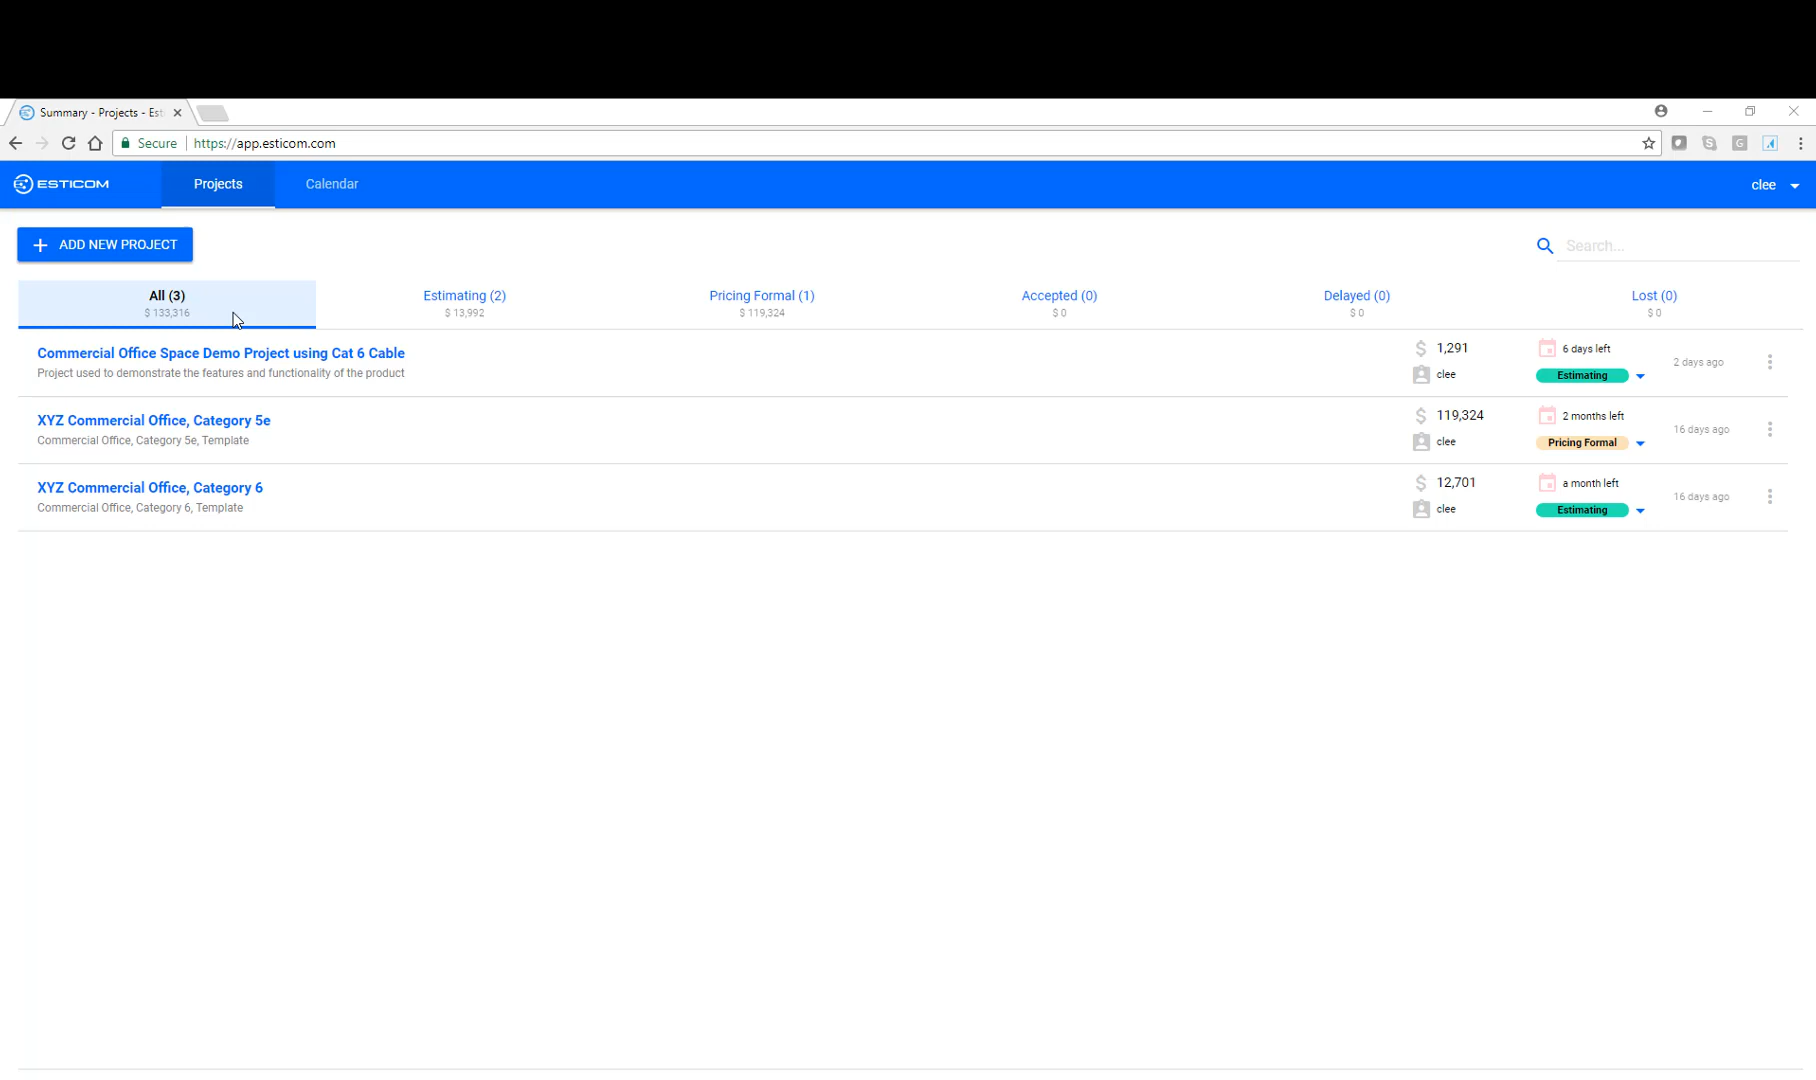 Summary - Projects - Est
Secure https://app.esticom.com
ESTICOM Projects Calendar clee
ADD NEW PROJECT Search...
All (3) Estimating (2) Pricing Formal (1) Accepted (0) Delayed (0) Lost (0)
$ 133,316 $ 13,992 $ 119,324 $ 0 $ 0 $ 0
Commercial Office Space Demo Project using Cat 6 Cable $ 1,291 6 days left
Project used to demonstrate the features and functionality of the product clee Estimating 2 days ago
XYZ Commercial Office, Category 5e $ 119,324 2 months left
Commercial Office, Category 5e, Template clee Pricing Formal 16 days ago
XYZ Commercial Office, Category 6 $ 12,701 a month left
Commercial Office, Category 6, Template clee Estimating 16 days ago